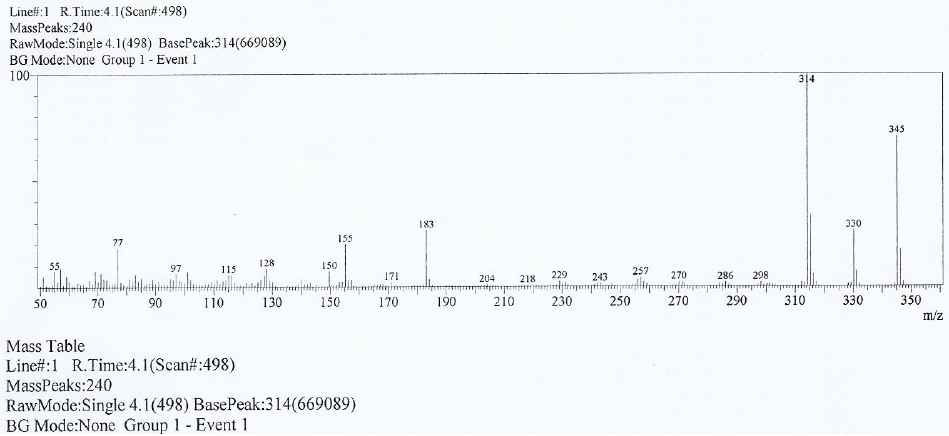 Line#:1 R.Time:4.1(Scan#:498)
MassPeaks:240
RawMode:Single 4.1(498) BasePeak:314(669089)
BG Mode:None Group 1 - Event 1
100
314
345
330
183
155
77
55
97
115
128
150
171
204
218
229
243
257
270
286
298
50 70 90 110 130 150 170 190 210 230 250 270 290 310 330 350
m/z
Mass Table
Line#:1 R.Time:4.1(Scan#:498)
MassPeaks:240
RawMode:Single 4.1(498) BasePeak:314(669089)
BG Mode:None Group 1 - Event 1